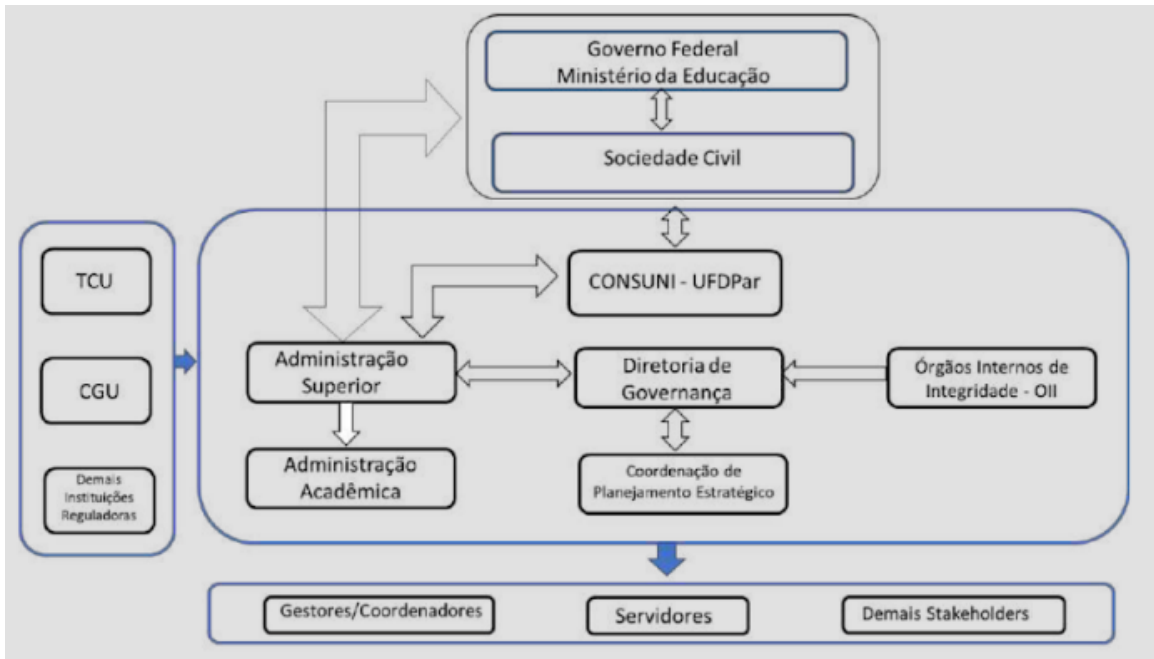 Governo Federal
Ministério da Educação
Sociedade Civil
TCU
CGU
Demais
Instituições
Reguladoras
CONSUNI - UFDPar
Administração
Superior
Diretoria de
Governança
Órgãos Internos de
Integridade - OII
Administração
Acadêmica
Coordenação de
Planejamento Estratégico
Gestores/Coordenadores
Servidores
Demais Stakeholders